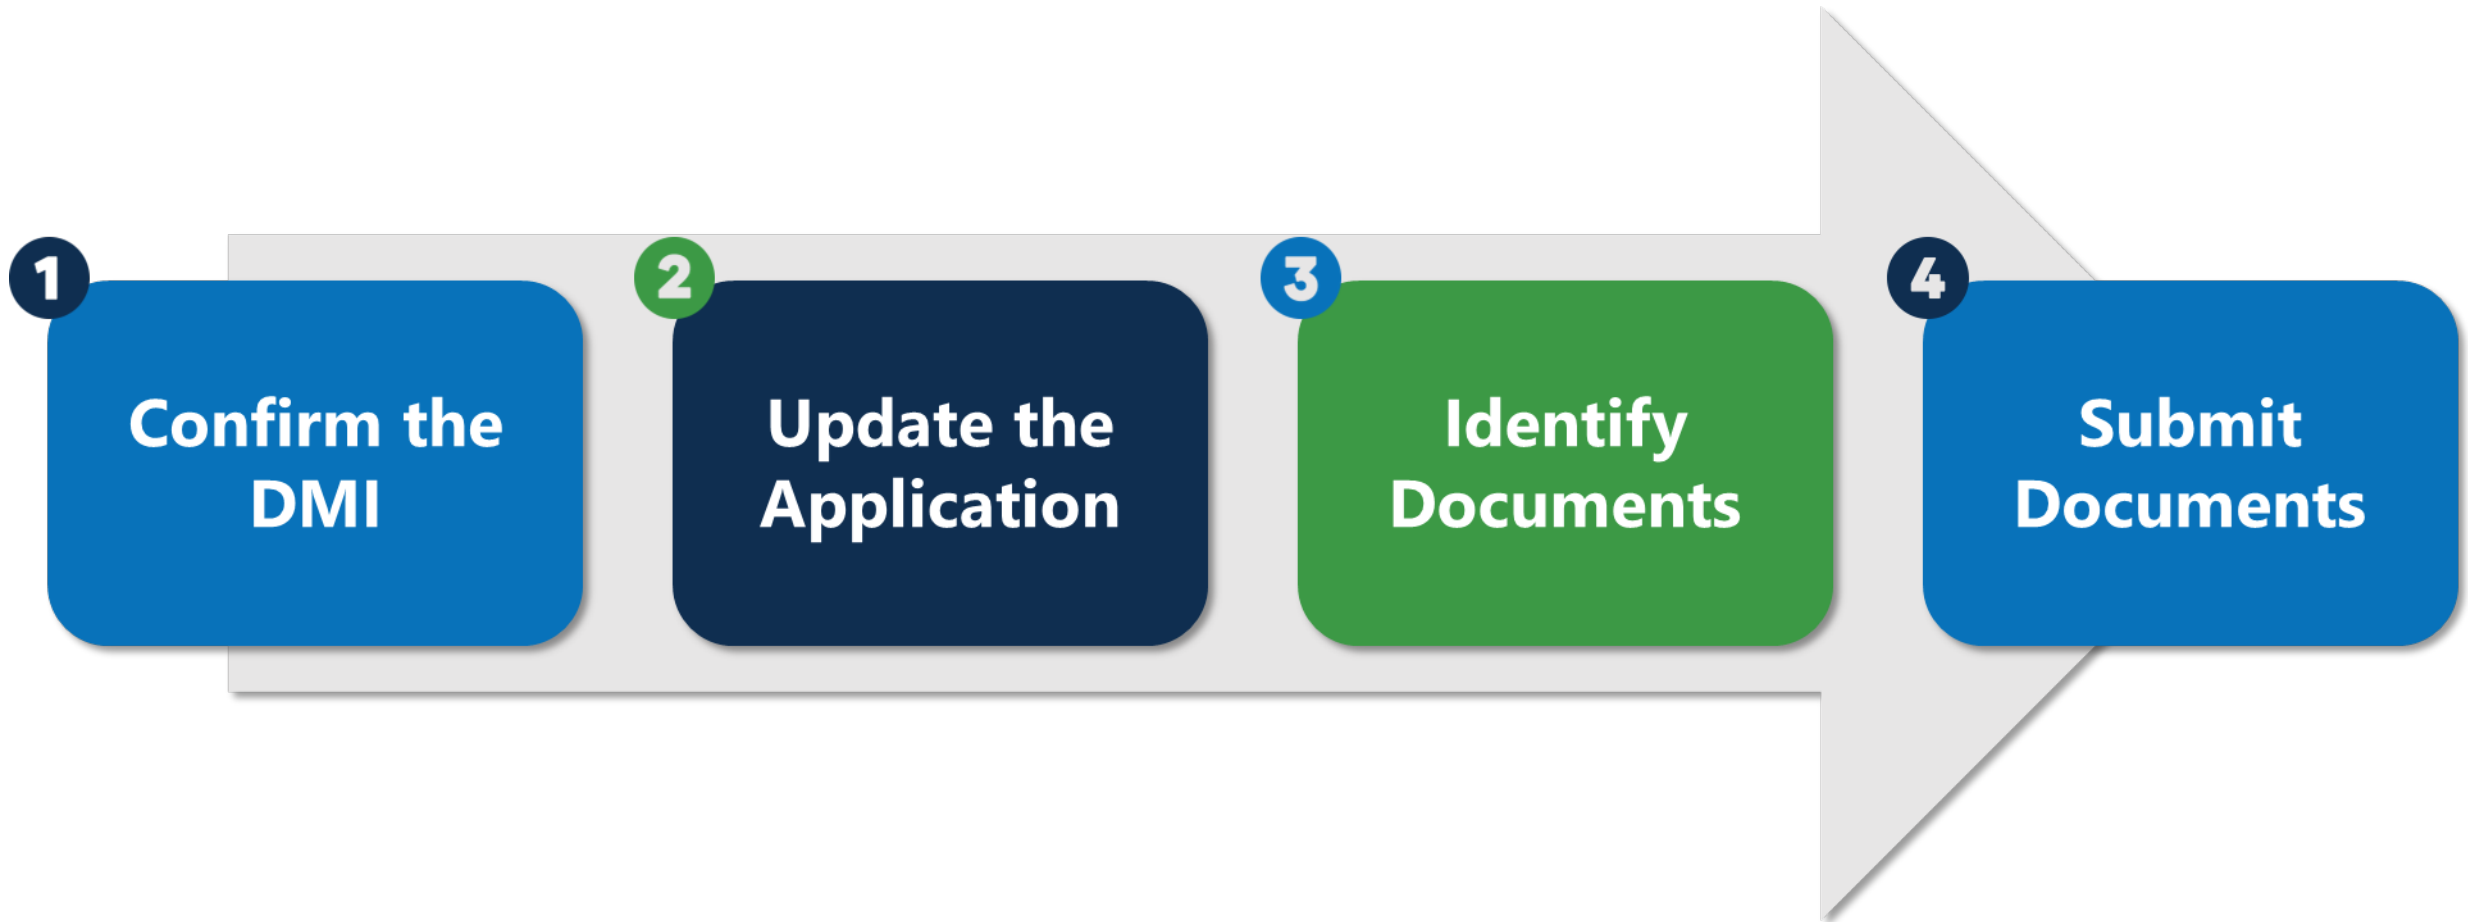 1
Confirm the
DMI
2
Update the
Application
3
Identify
Documents
4
Submit
Documents